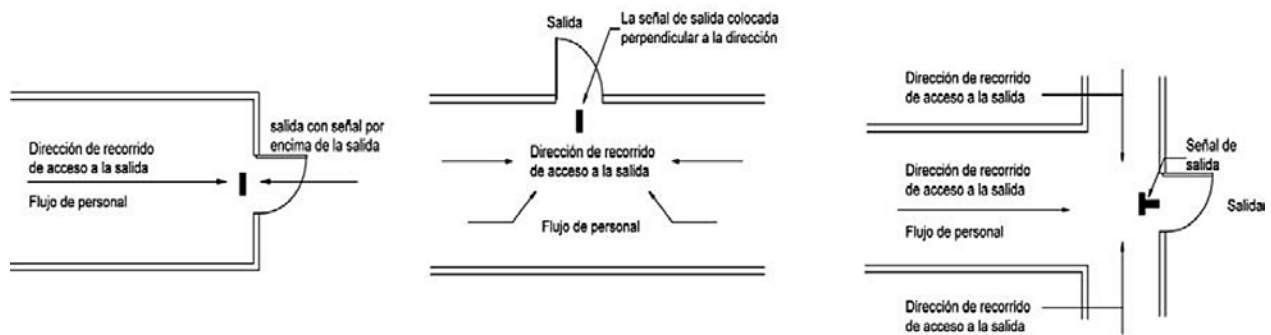 salida con señal por
encima de la salida
Dirección de recorrido
de acceso a la salida
Flujo de personal
Salida
La señal de salida colocada
perpendicular a la dirección
Dirección de recorrido
de acceso a la salida
Flujo de personal
Dirección de recorrido
de acceso a la salida
Señal de
salida
Dirección de recorrido
de acceso a la salida
Flujo de personal
Salida
Dirección de recorrido
de acceso a la salida